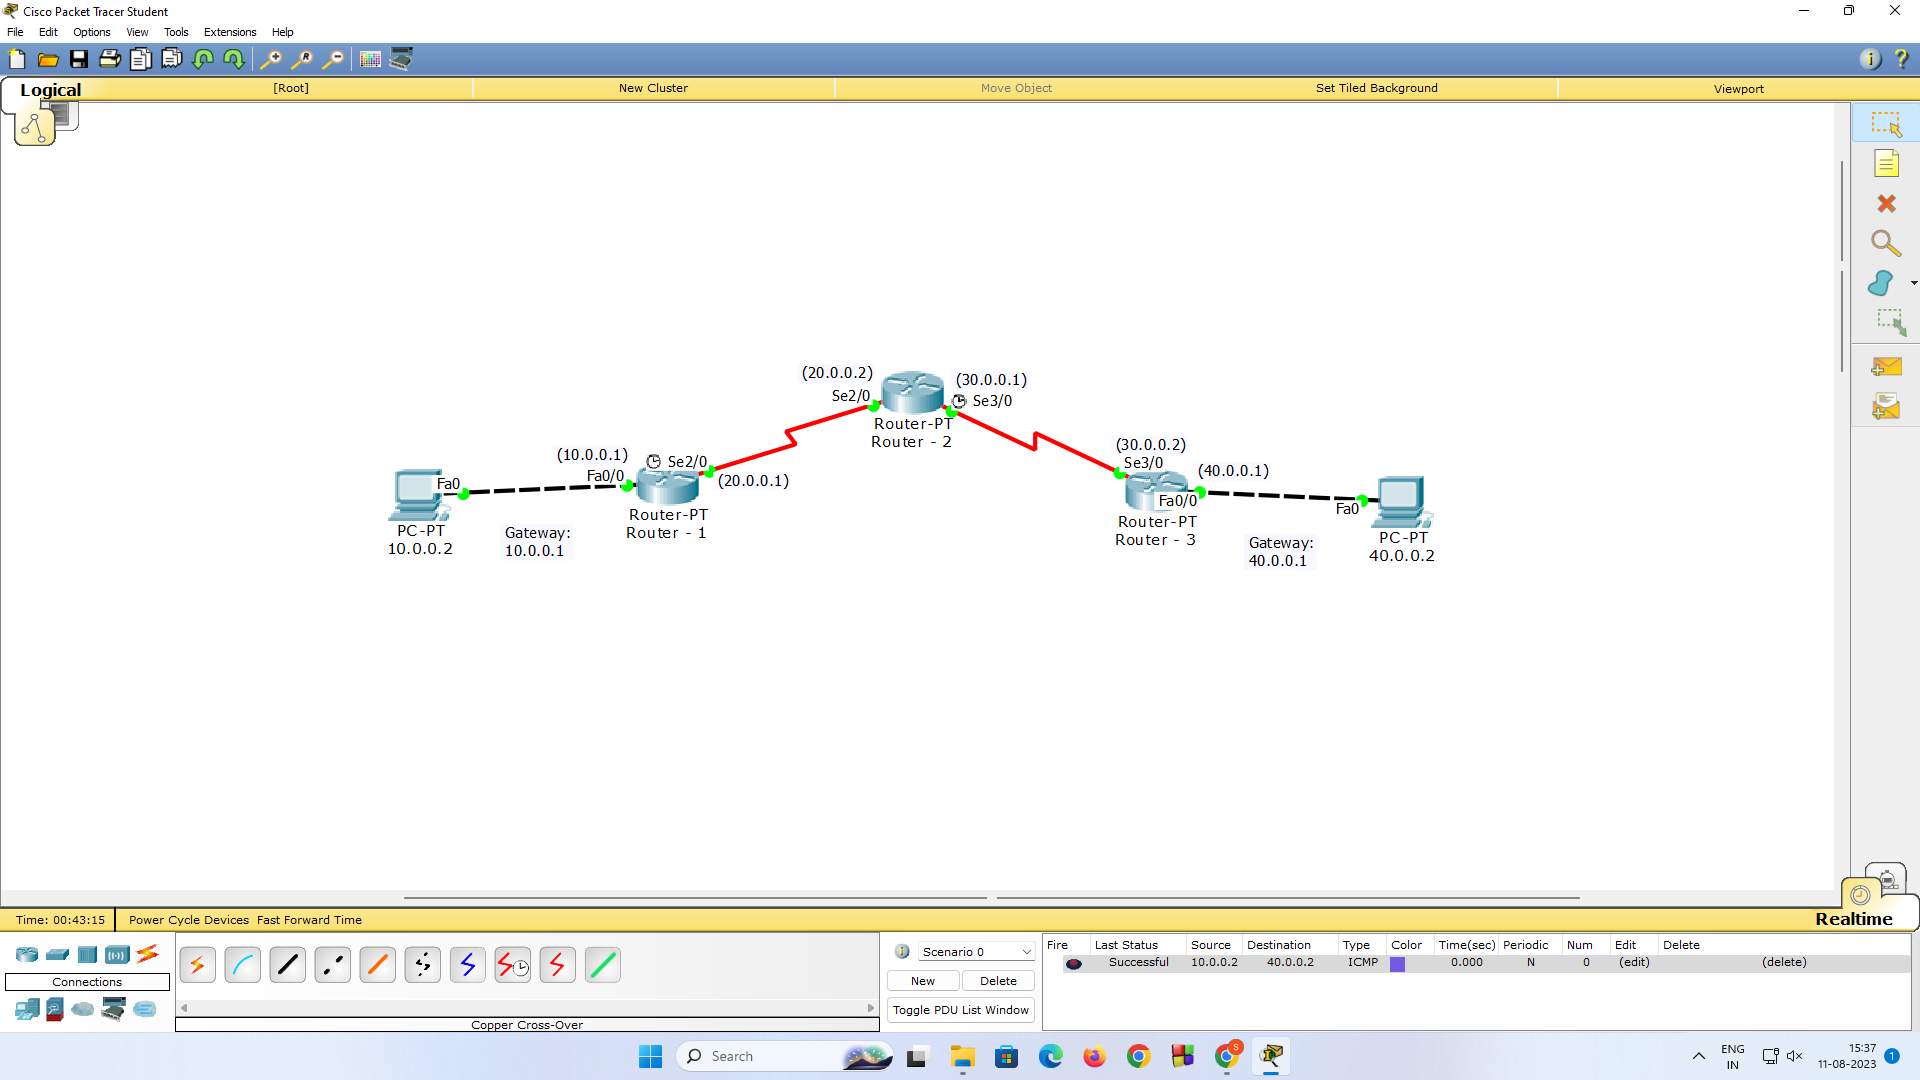 Cisco Packet Tracer Student
File Edit Options View Tools Extensions Help
Logical [Root] New Cluster Move Object Set Tiled Background Viewport
(20.0.0.2)
(30.0.0.1)
Se2/0
Se3/0
Router-PT
Router - 2
(10.0.0.1)
Fa0/0
Se2/0
(20.0.0.1)
Router-PT
Router - 1
Fa0
PC-PT
10.0.0.2
Gateway:
10.0.0.1
(30.0.0.2)
Se3/0
(40.0.0.1)
Fa0/0
Router-PT
Router - 3
Gateway:
40.0.0.1
Fa0
PC-PT
40.0.0.2
Time: 00:43:15 Power Cycle Devices Fast Forward Time Realtime
Connections
Copper Cross-Over
Scenario 0
New Delete
Toggle PDU List Window
Fire Last Status Source Destination Type Color Time(sec) Periodic Num Edit Delete
Successful 10.0.0.2 40.0.0.2 ICMP 0.000 N 0 (edit) (delete)
Search
S
ENG
IN
15:37
11-08-2023
1